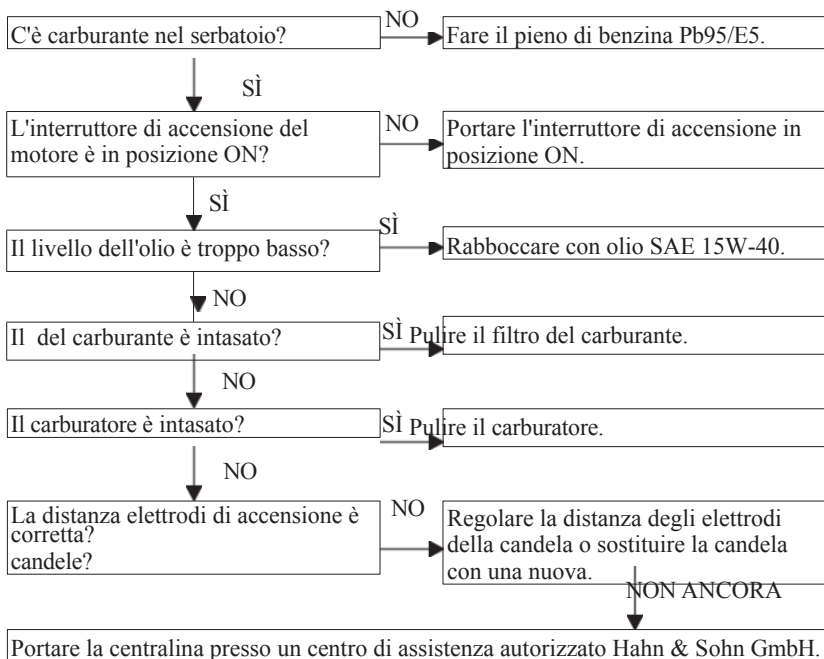 C'è carburante nel serbatoio?
NO
Fare il pieno di benzina Pb95/E5.
SÌ
L'interruttore di accensione del
motore è in posizione ON?
NO
Portare l'interruttore di accensione in
posizione ON.
SÌ
Il livello dell'olio è troppo basso?
SÌ
Rabboccare con olio SAE 15W-40.
NO
Il del carburante è intasato?
SÌ
Pulire il filtro del carburante.
NO
Il carburatore è intasato?
SÌ
Pulire il carburatore.
NO
La distanza elettrodi di accensione è
corretta?
candele?
NO
Regolare la distanza degli elettrodi
della candela o sostituire la candela
con una nuova.
NON ANCORA
Portare la centralina presso un centro di assistenza autorizzato Hahn & Sohn GmbH.